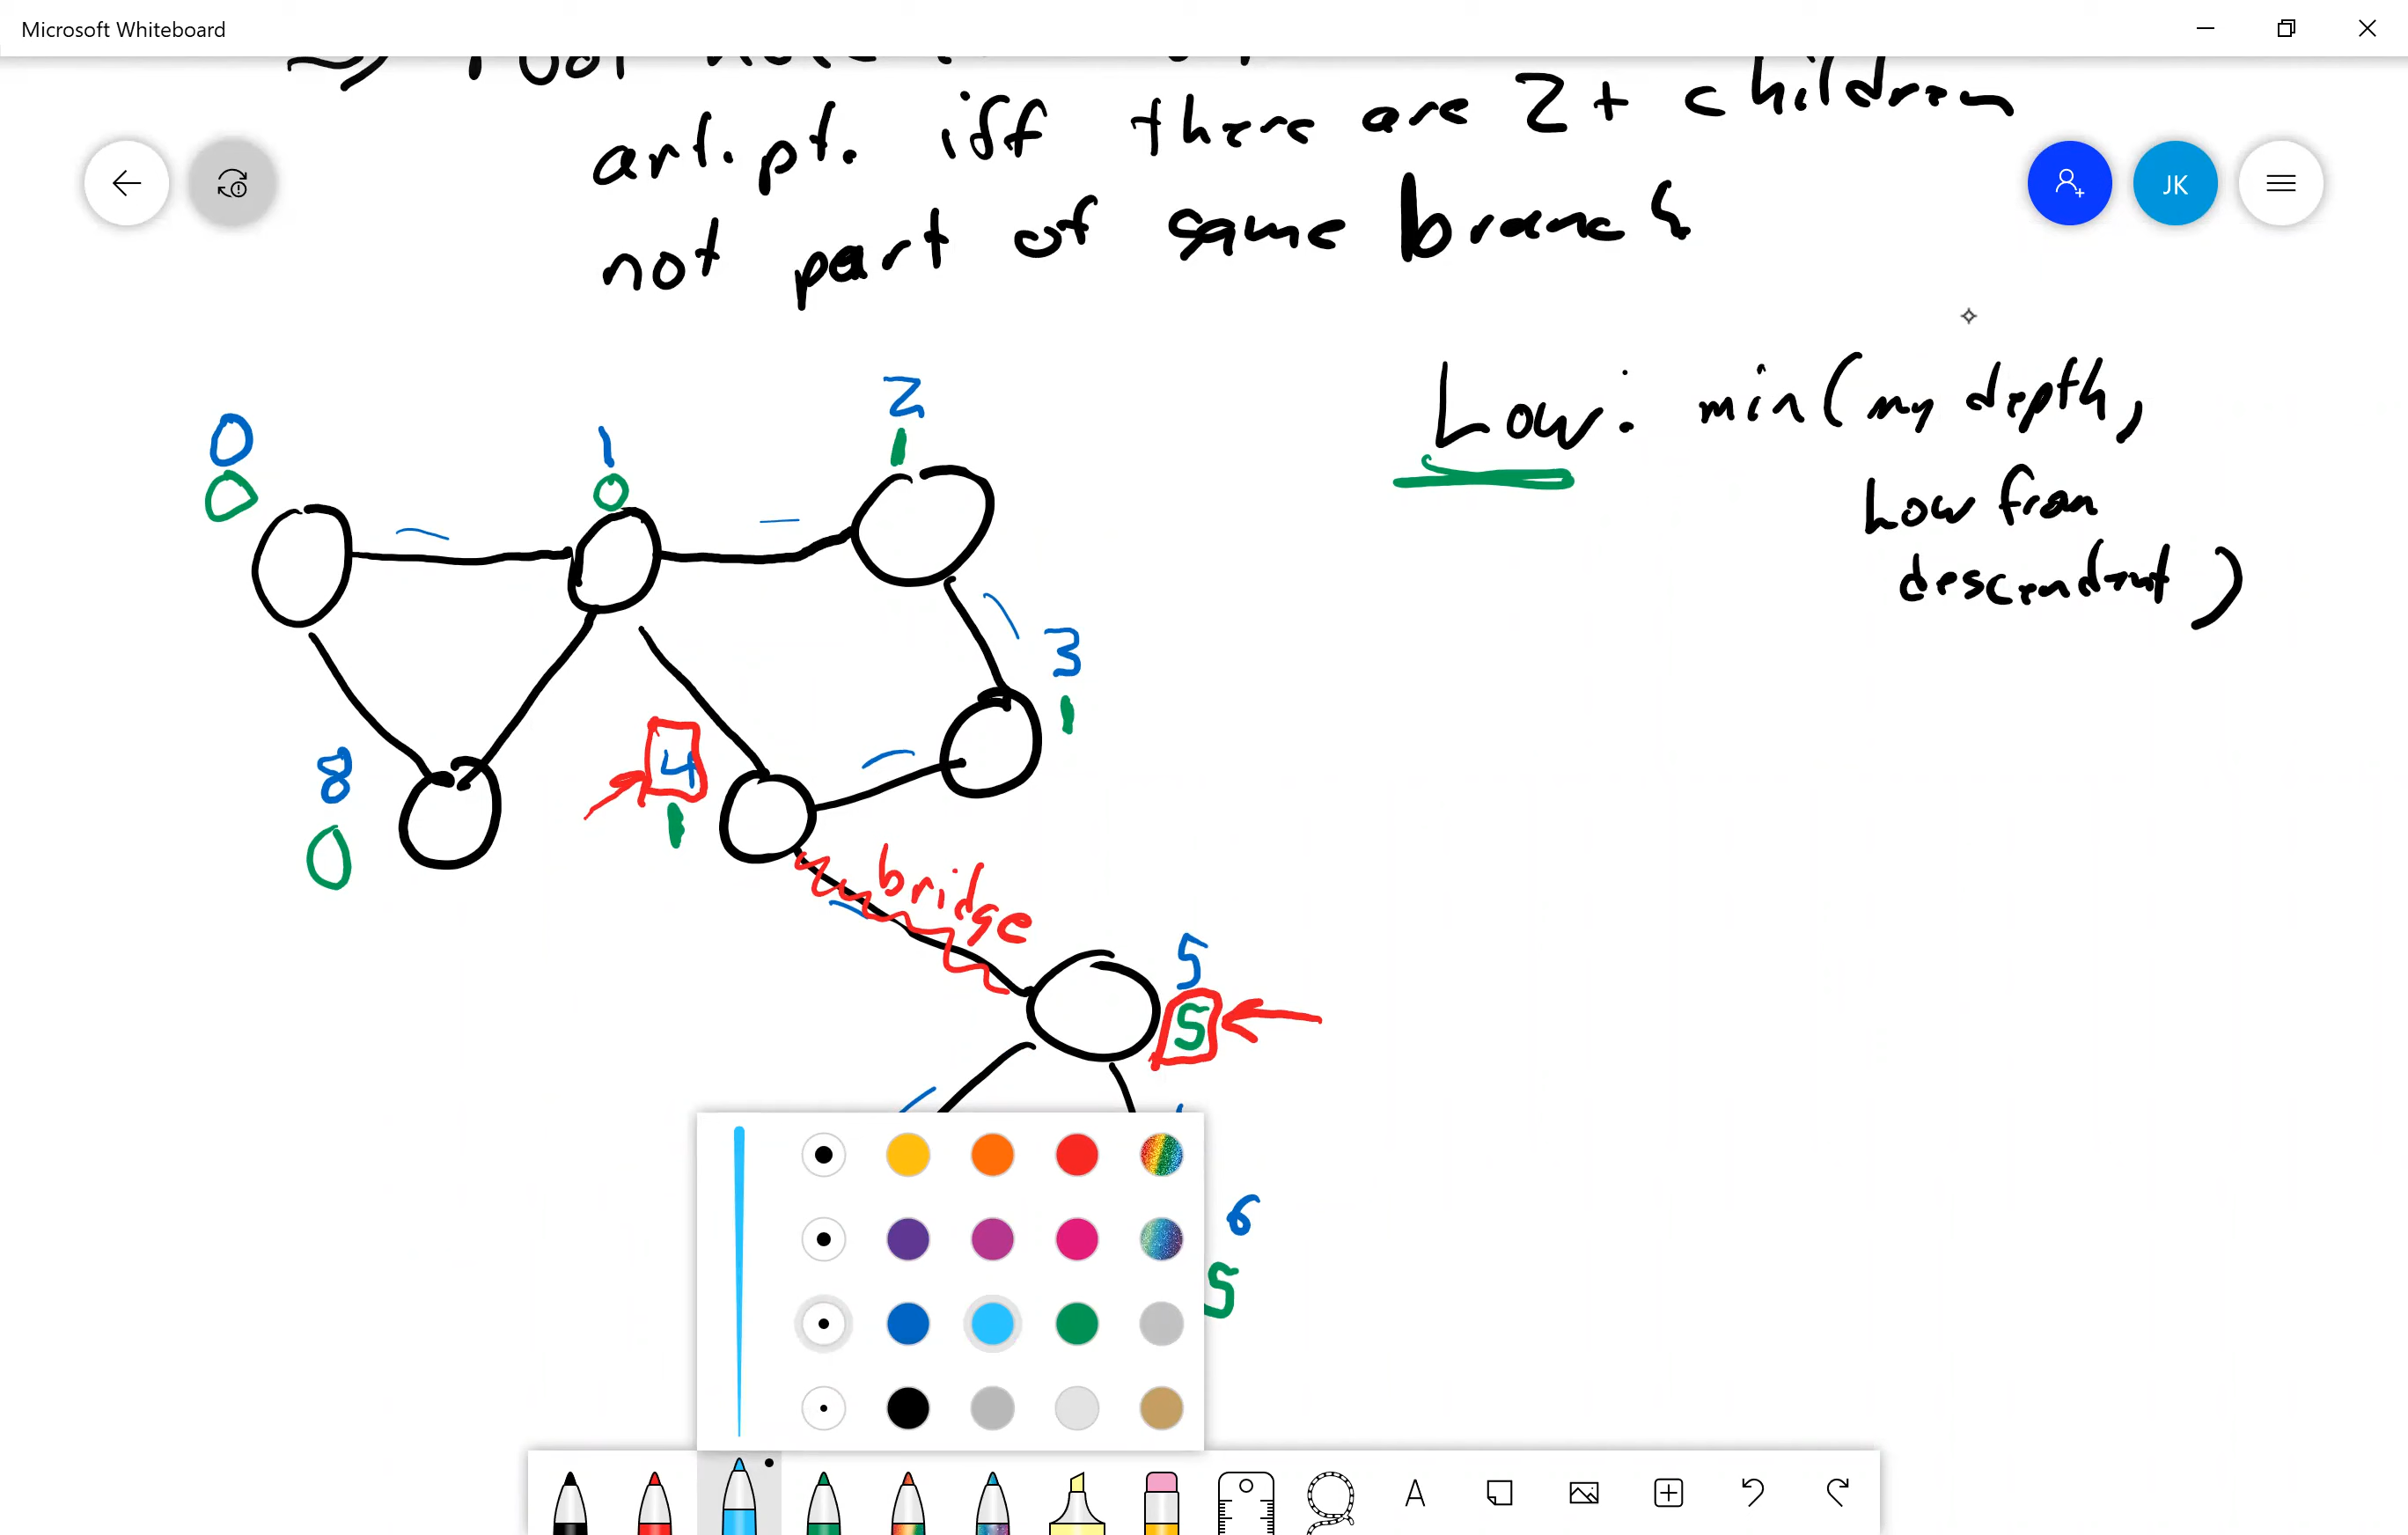 Microsoft Whiteboard
art.pt. iff there are 2+ children
not part of same branch
JK
Low: min(my depth,
Low from
descendant)
2
1
0
0
1
0
3
1
8
0
4
1
bridge
5
5
6
5
A